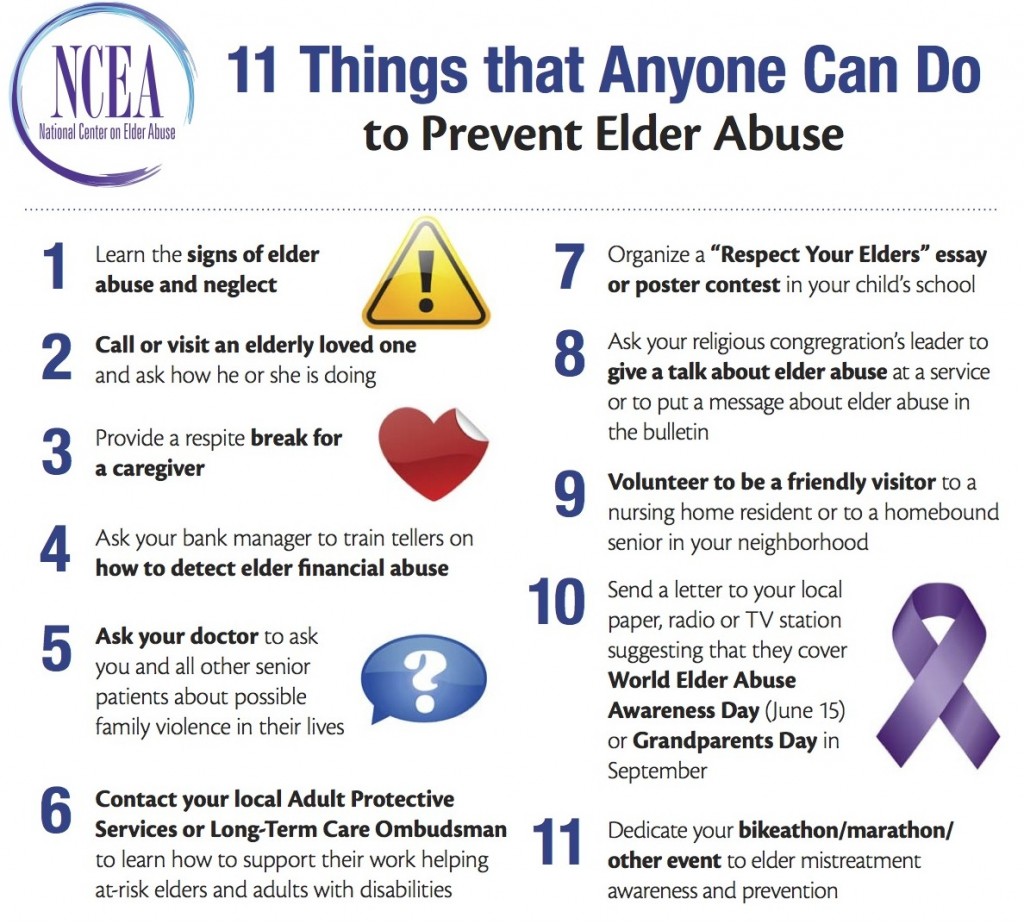 NCEA
National Center on Elder Abuse
11 Things that Anyone Can Do
to Prevent Elder Abuse
1
Learn the signs of elder
abuse and neglect
!
2
Call or visit an elderly loved one
and ask how he or she is doing
3
Provide a respite break for
a caregiver
4
Ask your bank manager to train tellers on
how to detect elder financial abuse
5
Ask your doctor to ask
you and all other senior
patients about possible
family violence in their lives
?
6
Contact your local Adult Protective
Services or Long-Term Care Ombudsman
to learn how to support their work helping
at-risk elders and adults with disabilities
7
Organize a “Respect Your Elders” essay
or poster contest in your child’s school
8
Ask your religious congregration’s leader to
give a talk about elder abuse at a service
or to put a message about elder abuse in
the bulletin
9
Volunteer to be a friendly visitor to a
nursing home resident or to a homebound
senior in your neighborhood
10
Send a letter to your local
paper, radio or TV station
suggesting that they cover
World Elder Abuse
Awareness Day (June 15)
or Grandparents Day in
September
11
Dedicate your bikeathon/marathon/
other event to elder mistreatment
awareness and prevention